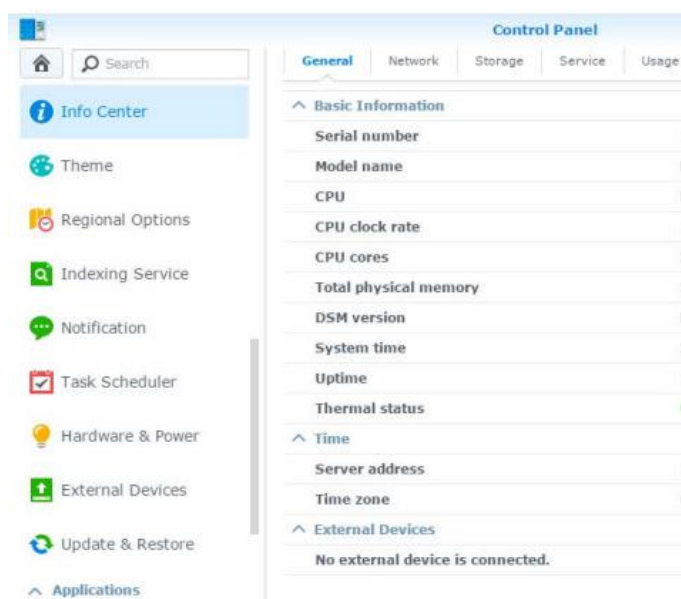 Control Panel
Search
Info Center
Theme
Regional Options
Indexing Service
Notification
Task Scheduler
Hardware & Power
External Devices
Update & Restore
Applications
General Network Storage Service Usage
Basic Information
Serial number
Model name
CPU
CPU clock rate
CPU cores
Total physical memory
DSM version
System time
Uptime
Thermal status
Time
Server address
Time zone
External Devices
No external device is connected.